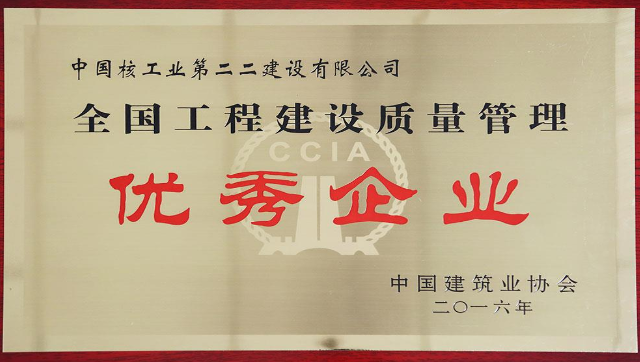 中国核工业第二二建设有限公司
全国工程建设质量管理
CCIA
优秀企业
中国建筑业协会
二〇一六年